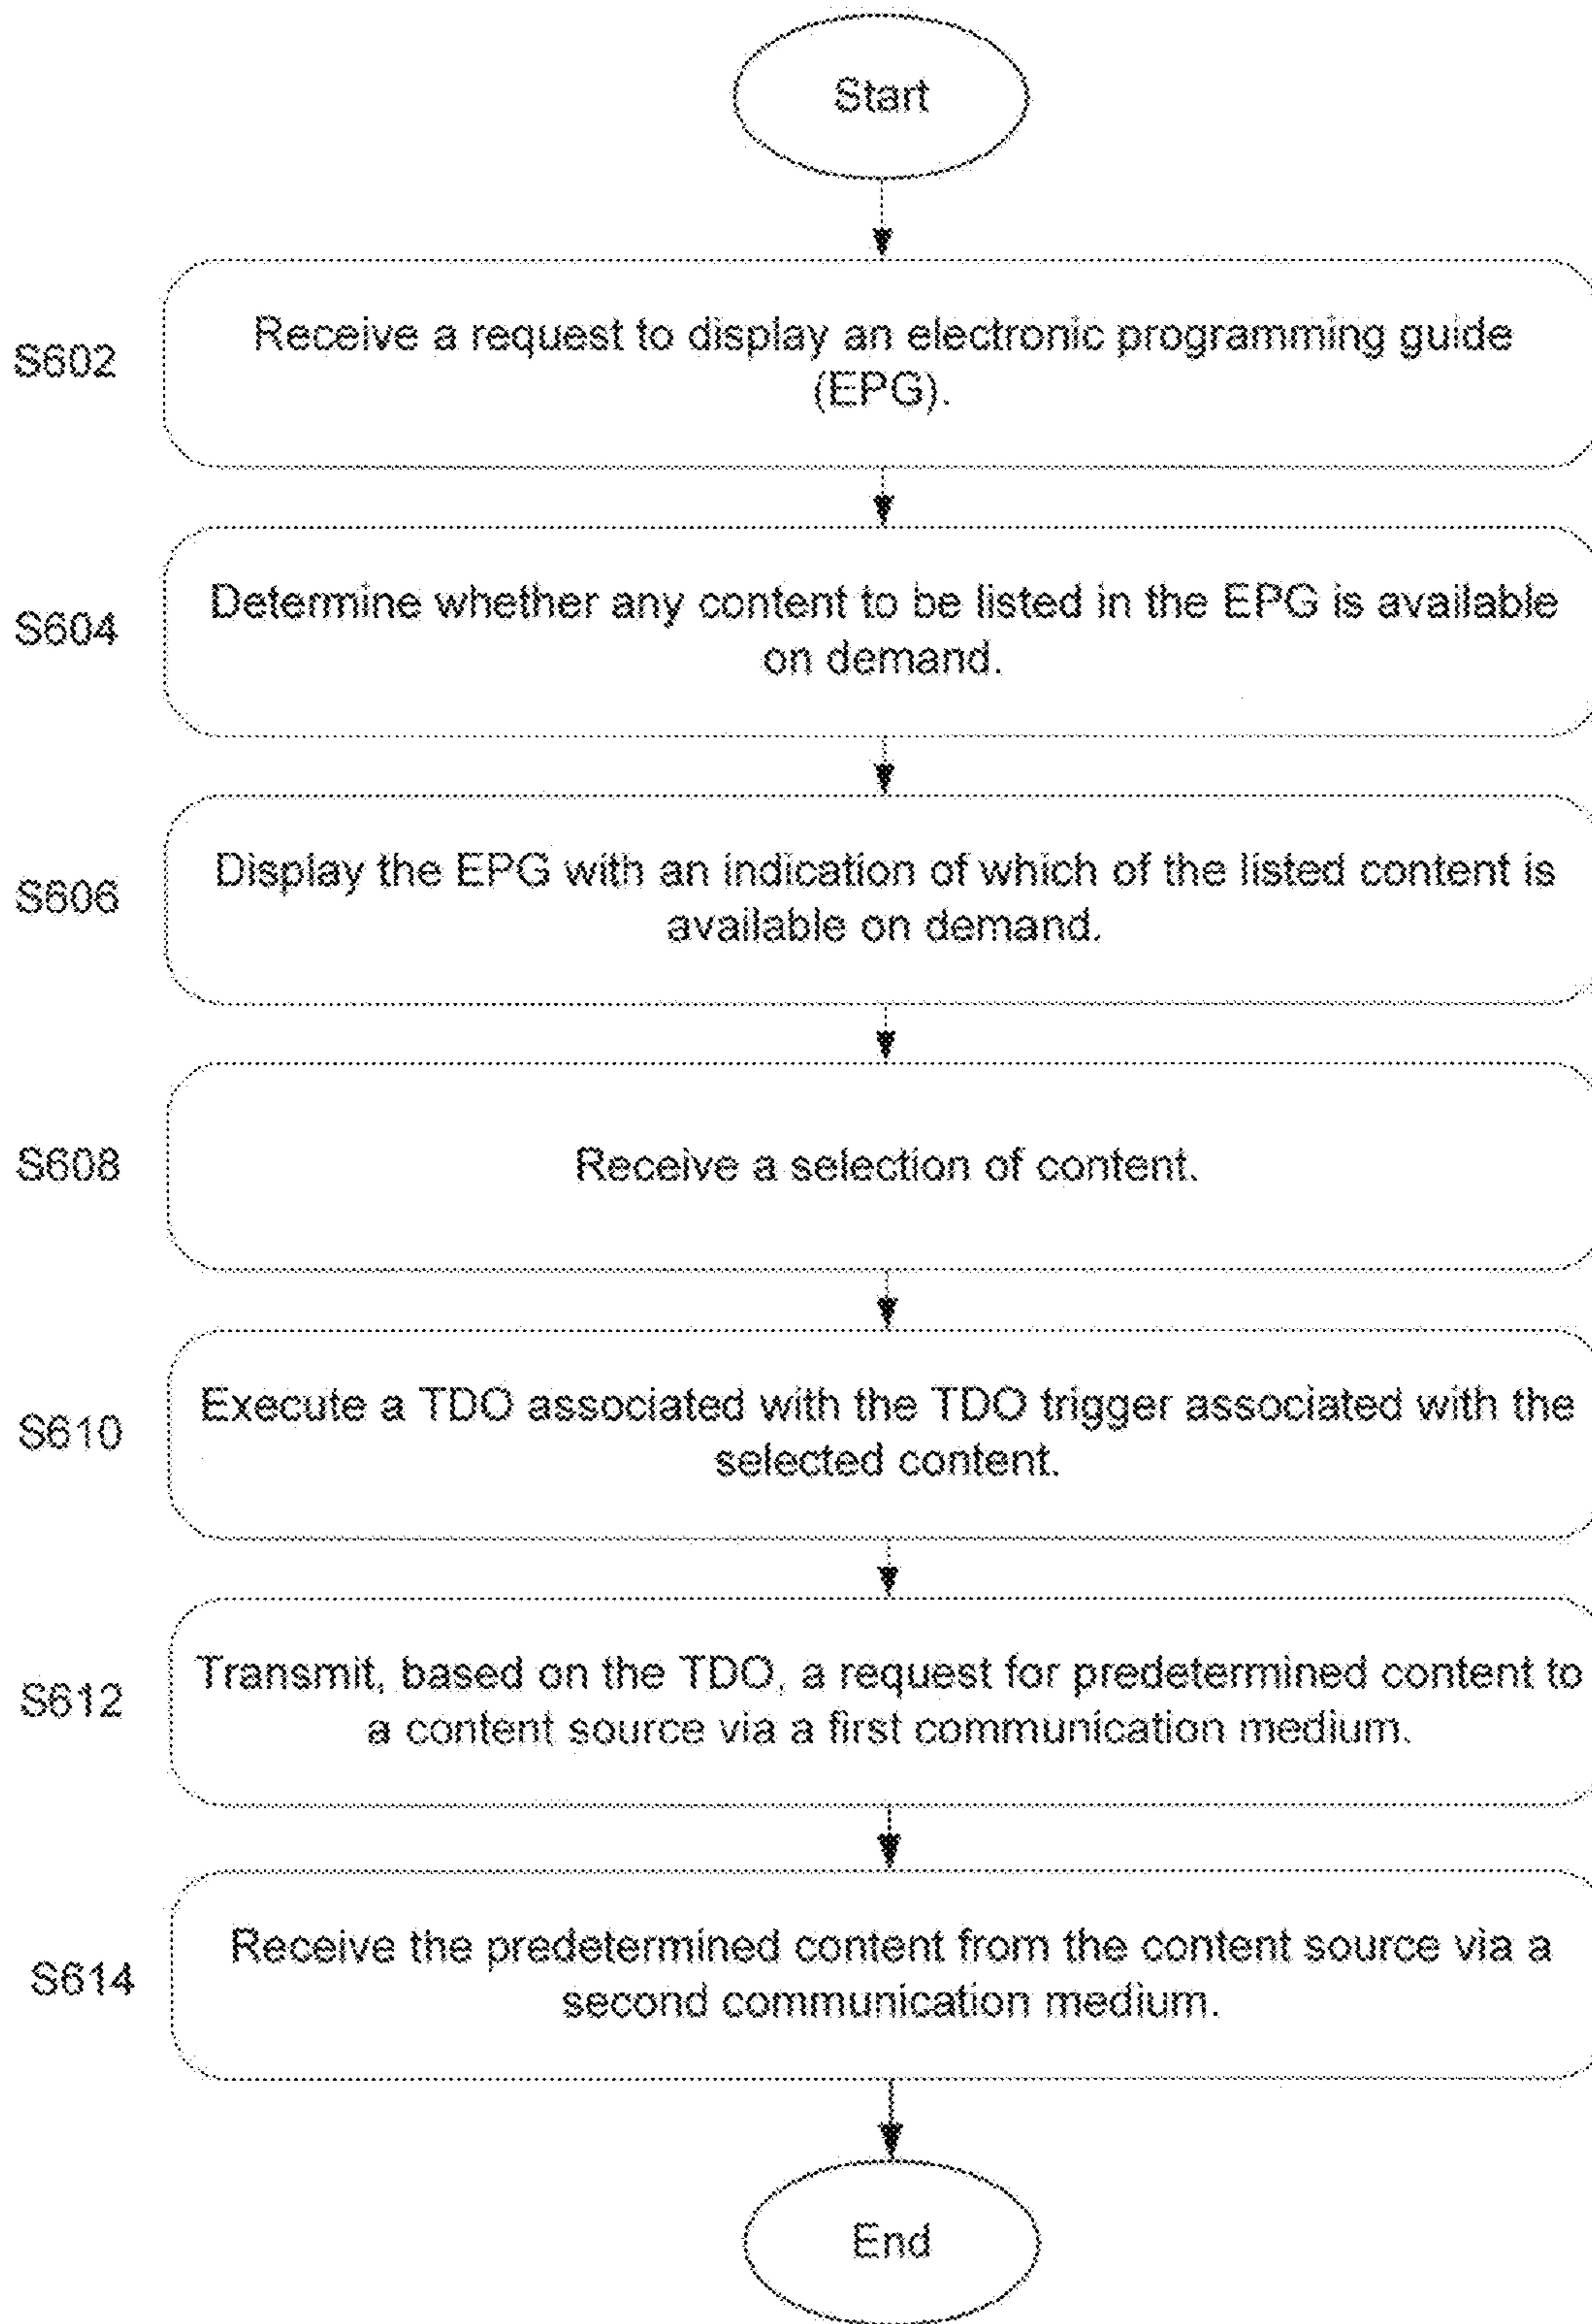 Start
S602
Receive a request to display an electronic programming guide
(EPG).
S604
Determine whether any content to be listed in the EPG is available
on demand.
S606
Display the EPG with an indication of which of the listed content is
available on demand.
S608
Receive a selection of content.
S610
Execute a TDO associated with the TDO trigger associated with the
selected content.
S612
Transmit, based on the TDO, a request for predetermined content to
a content source via a first communication medium.
S614
Receive the predetermined content from the content source via a
second communication medium.
End